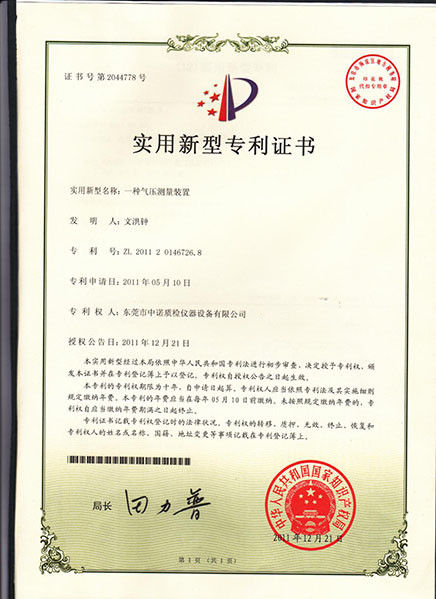 证书号第2044778号
印花税
代扣专用章
国家知识产权局
实用新型专利证书
实用新型名称：一种气压测量装置
发明人：文洪钟
专利号：ZL 2011 2 0146726.8
专利申请日：2011年05月10日
专利权人：东莞市中诺质检仪器设备有限公司
授权公告日：2011年12月21日
本实用新型经过本局依照中华人民共和国专利法进行初步审查，决定授予专利权，颁
发本证书并在专利登记簿上予以登记。专利权自授权公告之日起生效。
本专利的专利权期限为十年，自申请日起算。专利权人应当依照专利法及其实施细则
规定缴纳年费。本专利的年费应当在每年05月10日前缴纳。未按照规定缴纳年费的，专
利权自应当缴纳年费期满之日起终止。
专利证书记载专利权登记时的法律状况。专利权的转移、质押、无效、终止、恢复和
专利权人的姓名或名称、国籍、地址变更等事项记载在专利登记簿上。
局长
田力普
中华人民共和国国家知识产权局
2011年12月21日
第1页（共1页）